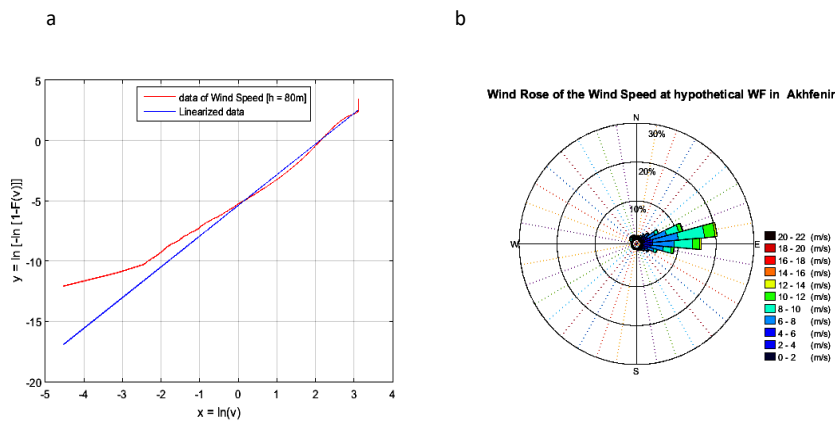 a
data of Wind Speed [h = 80m]
Linearized data
y = ln [-ln [1-F(v)]]
5
0
-5
-10
-15
-20
-5 -4 -3 -2 -1 0 1 2 3 4
x = ln(v)
b
Wind Rose of the Wind Speed at hypothetical WF in Akhfenir
N
30%
20%
10%
W
E
S
20 - 22 (m/s)
18 - 20 (m/s)
16 - 18 (m/s)
14 - 16 (m/s)
12 - 14 (m/s)
10 - 12 (m/s)
8 - 10 (m/s)
6 - 8 (m/s)
4 - 6 (m/s)
2 - 4 (m/s)
0 - 2 (m/s)